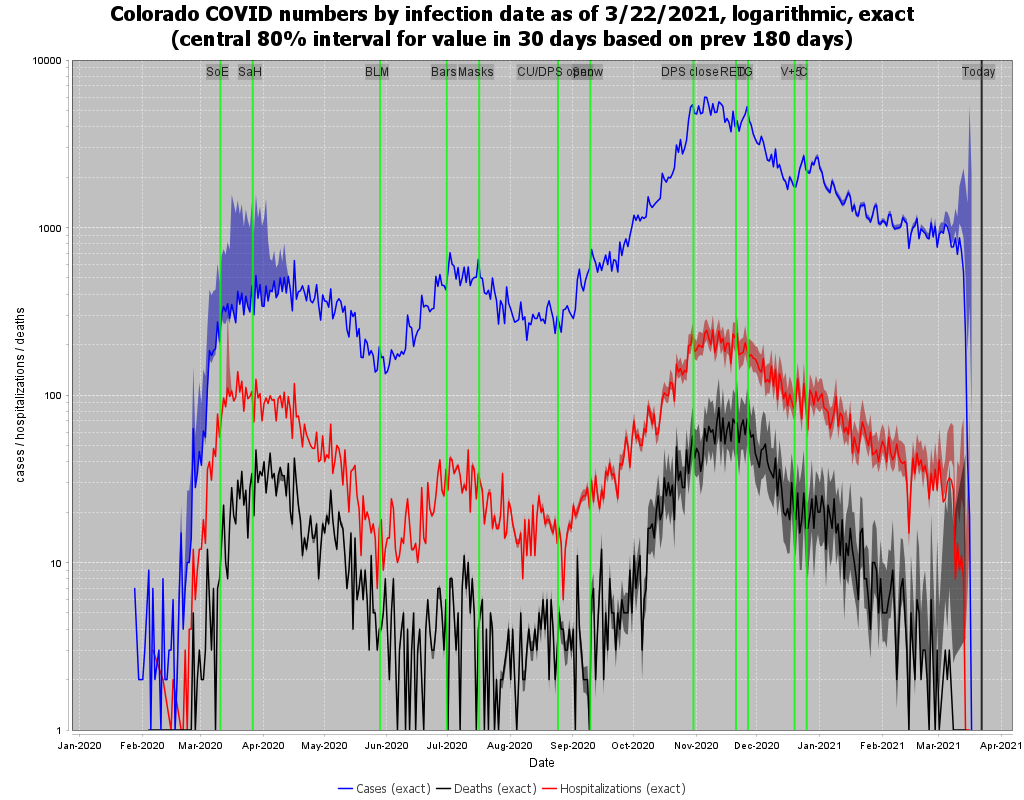 Colorado COVID numbers by infection date as of 3/22/2021, logarithmic, exact
(central 80% interval for value in 30 days based on prev 180 days)
10000
1000
100
10
1
cases / hospitalizations / deaths
SoE
SaH
BLM
Bars
Masks
CU/DPS open
DPS close
Today
Jan-2020
Feb-2020
Mar-2020
Apr-2020
May-2020
Jun-2020
Jul-2020
Aug-2020
Sep-2020
Oct-2020
Nov-2020
Dec-2020
Jan-2021
Feb-2021
Mar-2021
Apr-2021
Date
Cases (exact)
Deaths (exact)
Hospitalizations (exact)